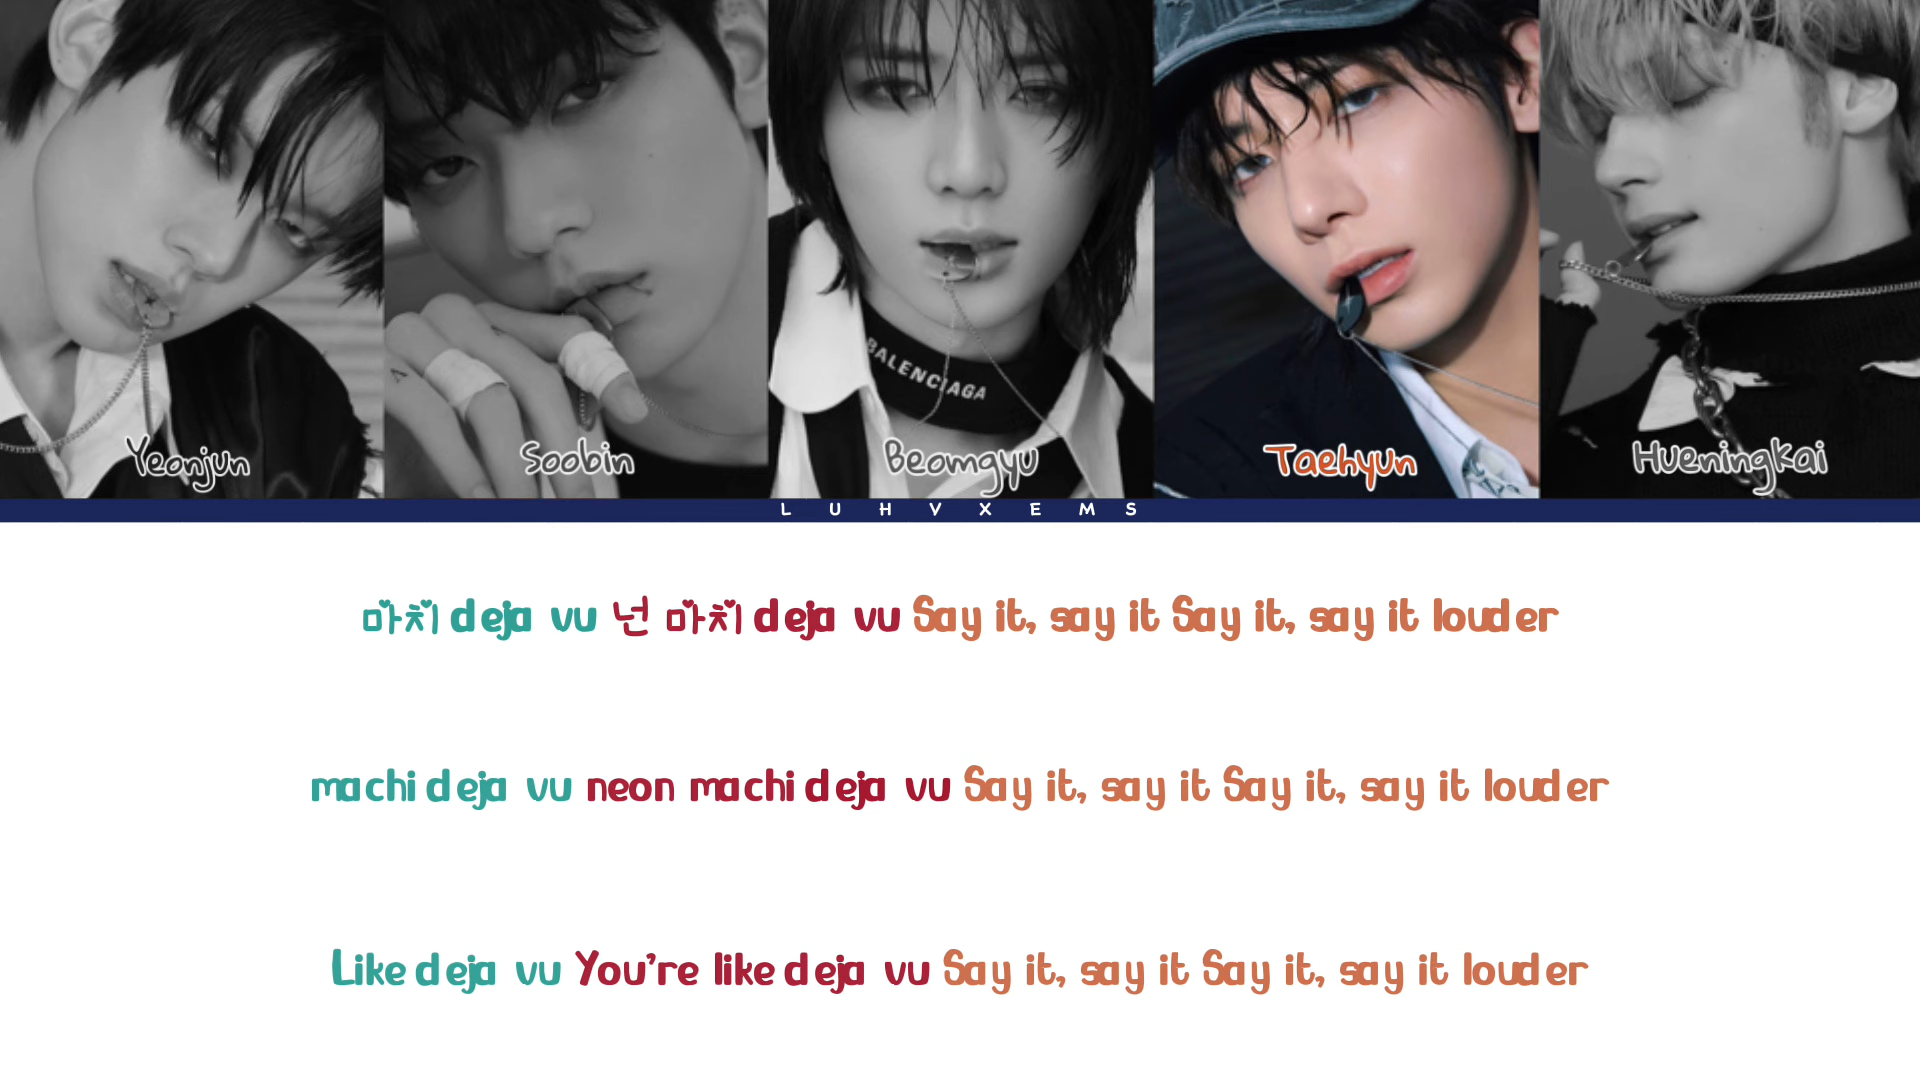 BALENCIAGA
Yeonjun Soobin Beomgyu Taehyun Hueningkai
LUHVXEMS
마치 deja vu 넌 마치 deja vu Say it, say it Say it, say it louder
machi deja vu neon machi deja vu Say it, say it Say it, say it louder
Like deja vu You're like deja vu Say it, say it Say it, say it louder